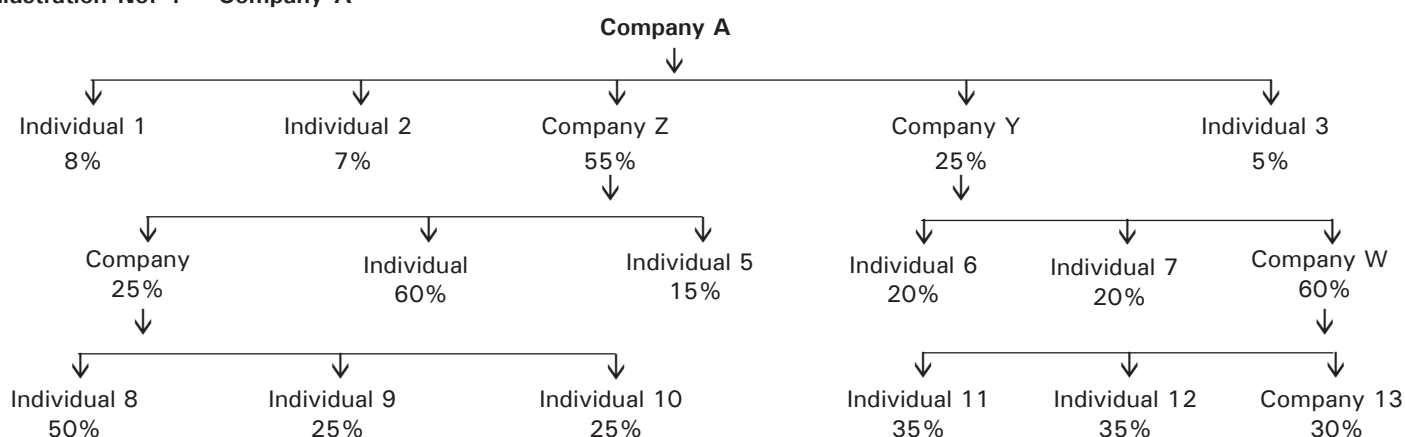 Company A
Individual 1 Individual 2 Company Z Company Y Individual 3
8% 7% 55% 25% 5%
Company Individual Individual 5 Individual 6 Individual 7 Company W
25% 60% 15% 20% 20% 60%
Individual 8 Individual 9 Individual 10 Individual 11 Individual 12 Company 13
50% 25% 25% 35% 35% 30%